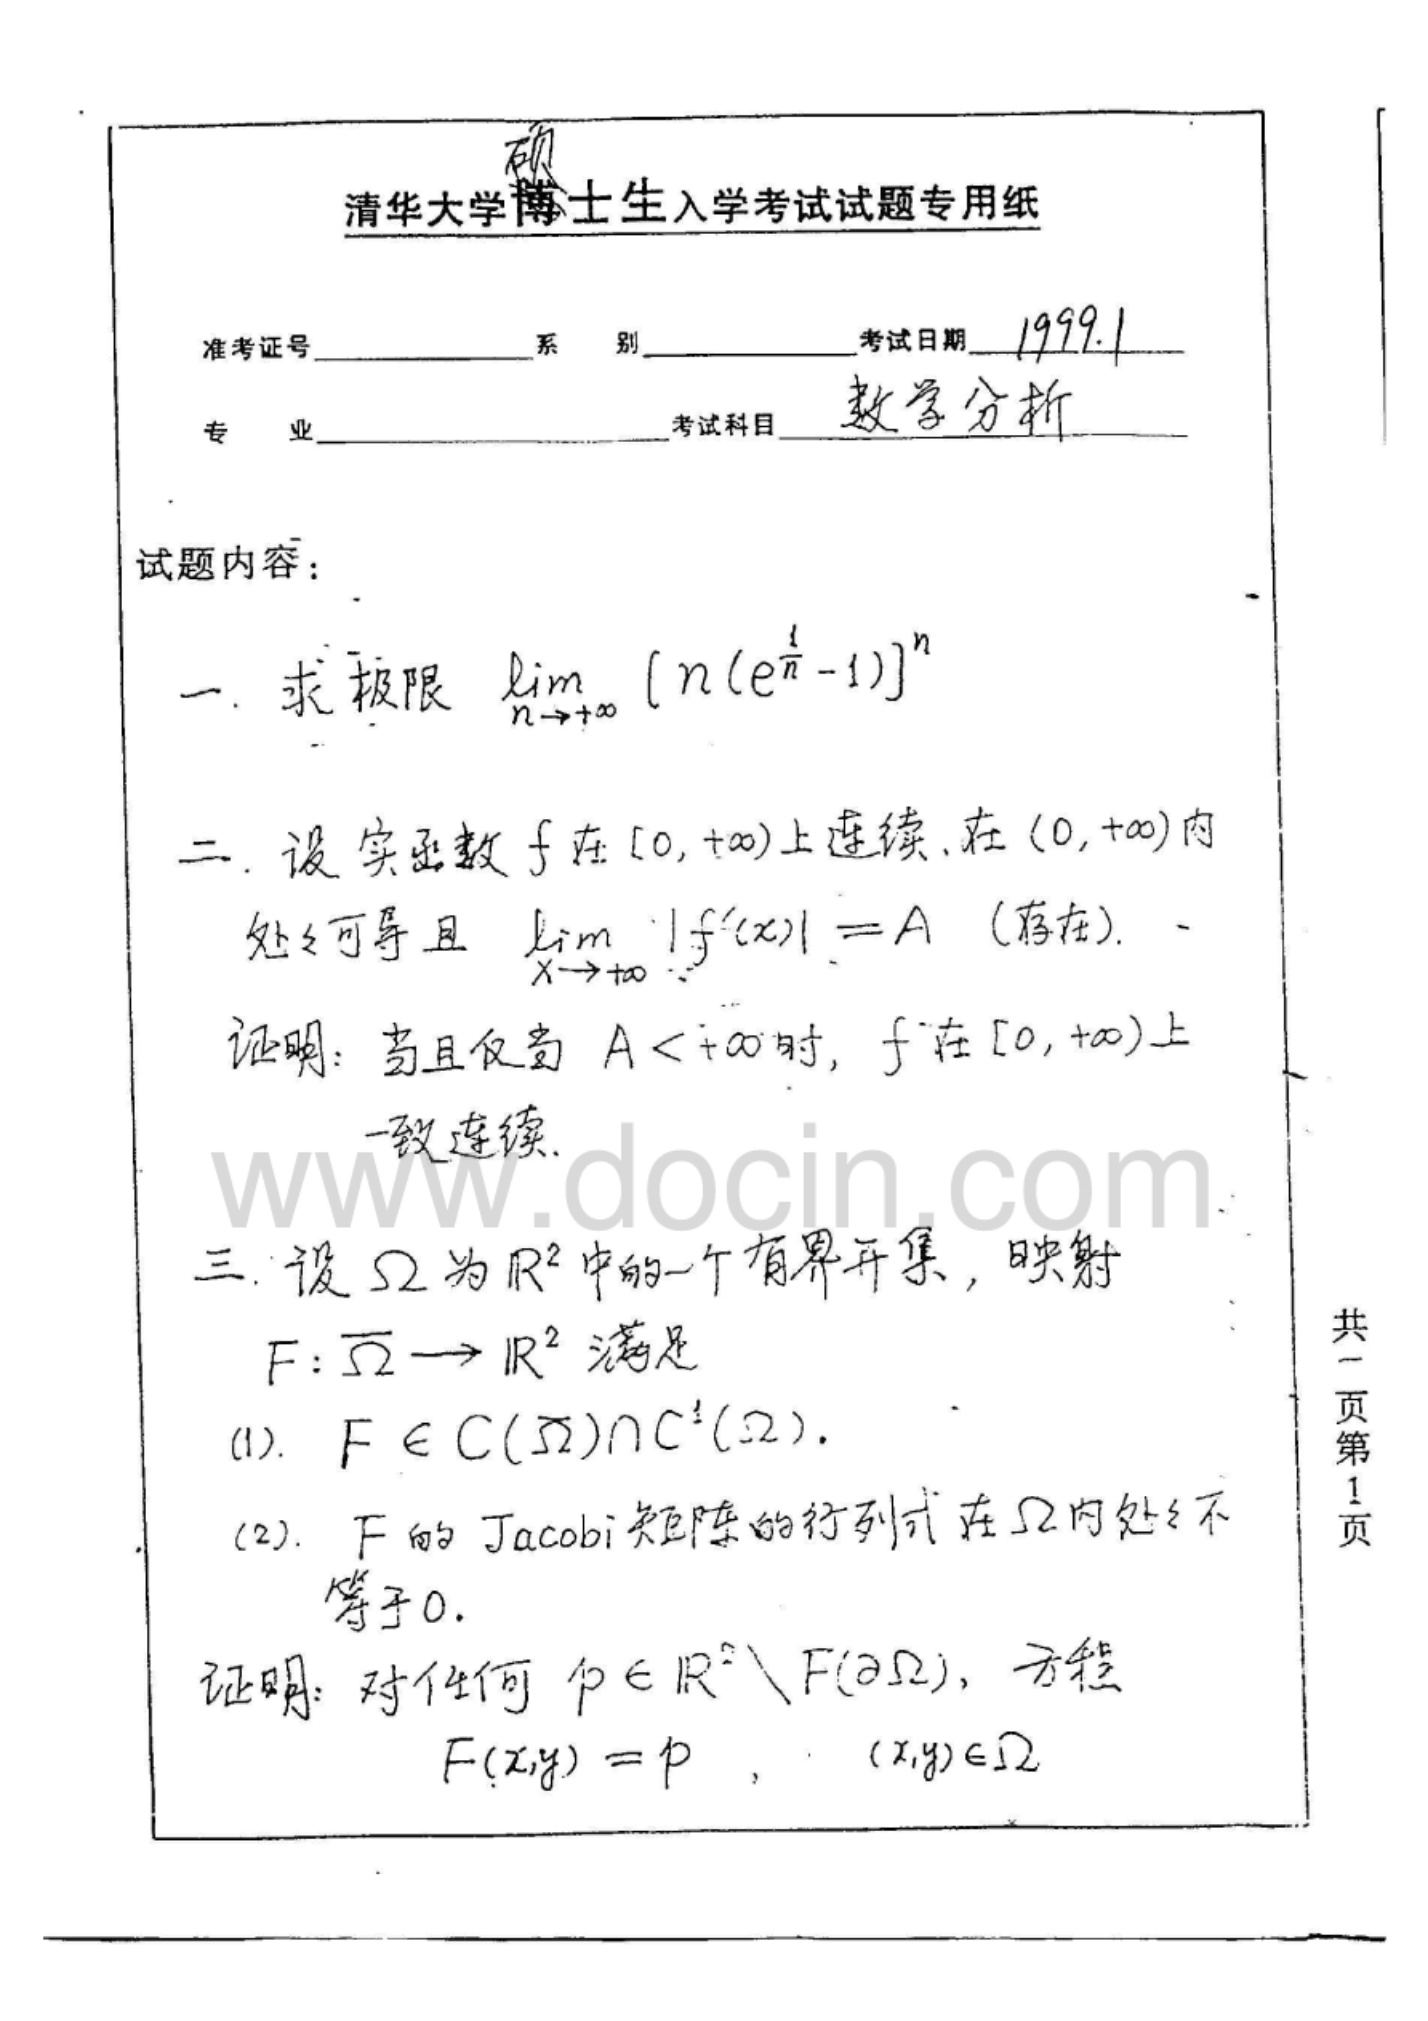 硕
清华大学博士生入学考试试题专用纸
准考证号 系 别 考试日期 1999.1
专 业 考试科目 数学分析
试题内容:
一. 求极限 lim_{n→+∞} [n(e^{1/n}-1)]^n
二. 设实函数 f 在 [0,+∞)上连续、在 (0,+∞)内
处处可导且 lim_{x→+∞} |f′(x)| = A (存在).
证明: 当且仅当 A<+∞时, f 在 [0,+∞)上
一致连续.
www.docin.com
三. 设 Ω 为 ℝ² 中的一个有界开集, 映射
F: Ω̅ → ℝ² 满足
(1). F ∈ C(Ω̅)∩C¹(Ω).
(2). F 的 Jacobi 矩阵的行列式在 Ω 内处处不
等于0.
证明: 对任何 p∈ℝ²\F(∂Ω), 方程
F(x,y) = p , (x,y)∈Ω
共一页第1页